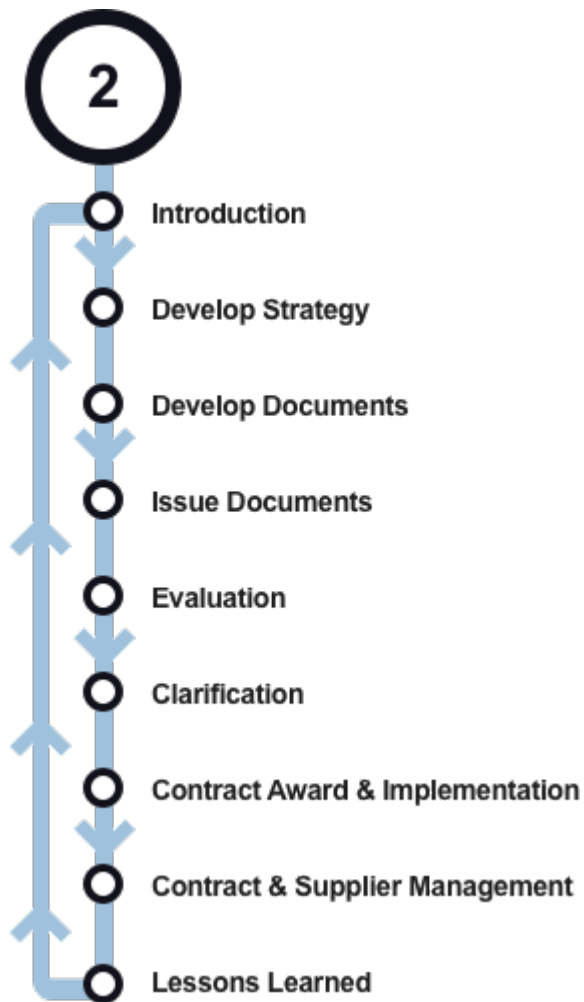 2
Introduction
Develop Strategy
Develop Documents
Issue Documents
Evaluation
Clarification
Contract Award & Implementation
Contract & Supplier Management
Lessons Learned